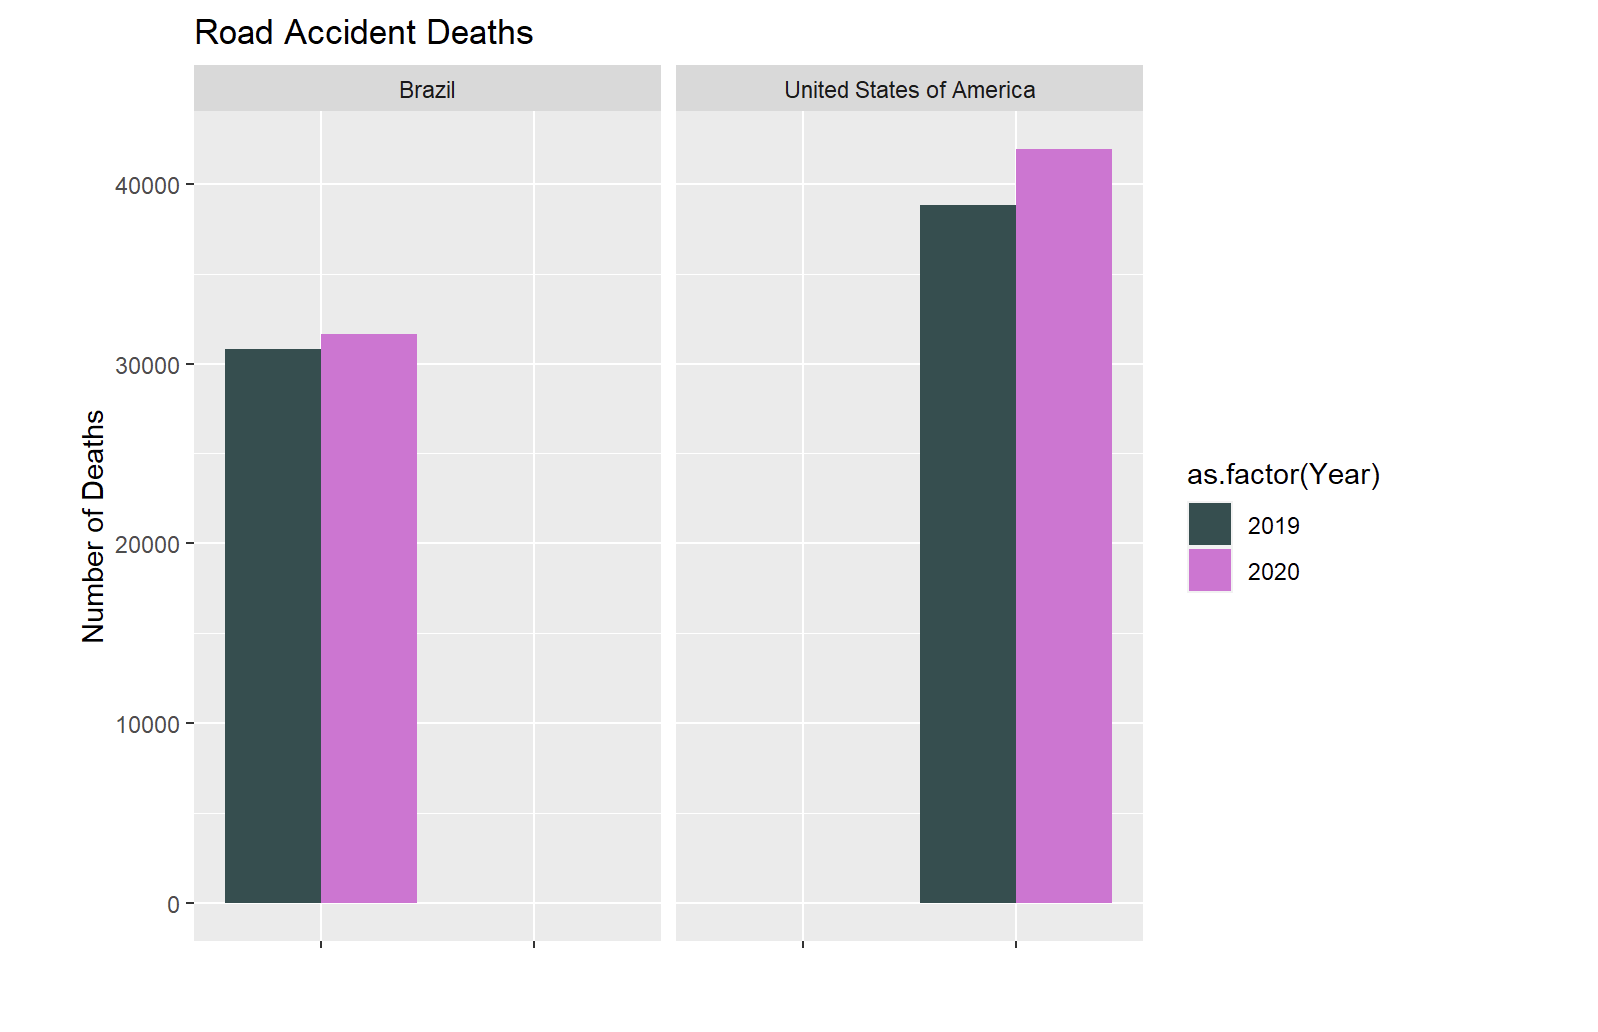 Road Accident Deaths
Brazil
United States of America
40000
30000
20000
10000
0
Number of Deaths
as.factor(Year)
2019
2020